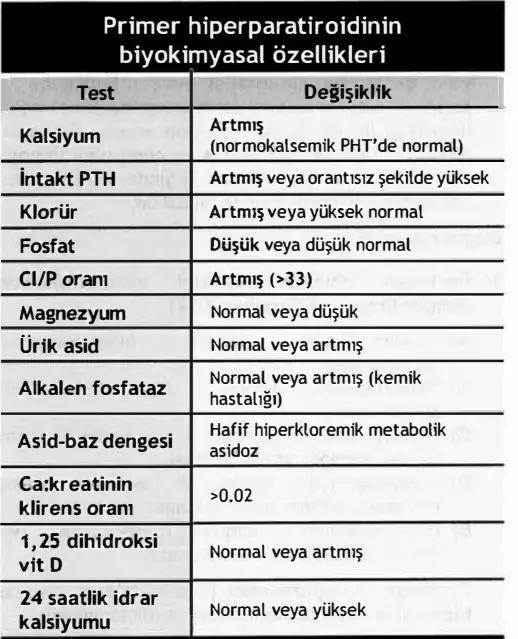 Primer hiperparatiroidinin
biyokimyasal özellikleri
Test Değişiklik
Kalsiyum Artmış
(normokalsemik PHT’de normal)
İntakt PTH Artmış veya orantısız şekilde yüksek
Klorür Artmış veya yüksek normal
Fosfat Düşük veya düşük normal
Cl/P oranı Artmış (>33)
Magnezyum Normal veya düşük
Ürik asid Normal veya artmış
Alkalen fosfataz Normal veya artmış (kemik
hastalığı)
Asid-baz dengesi Hafif hiperkloremik metabolik
asidoz
Ca:kreatinin
klirens oranı >0.02
1,25 dihidroksi
vit D Normal veya artmış
24 saatlik idrar
kalsiyumu Normal veya yüksek